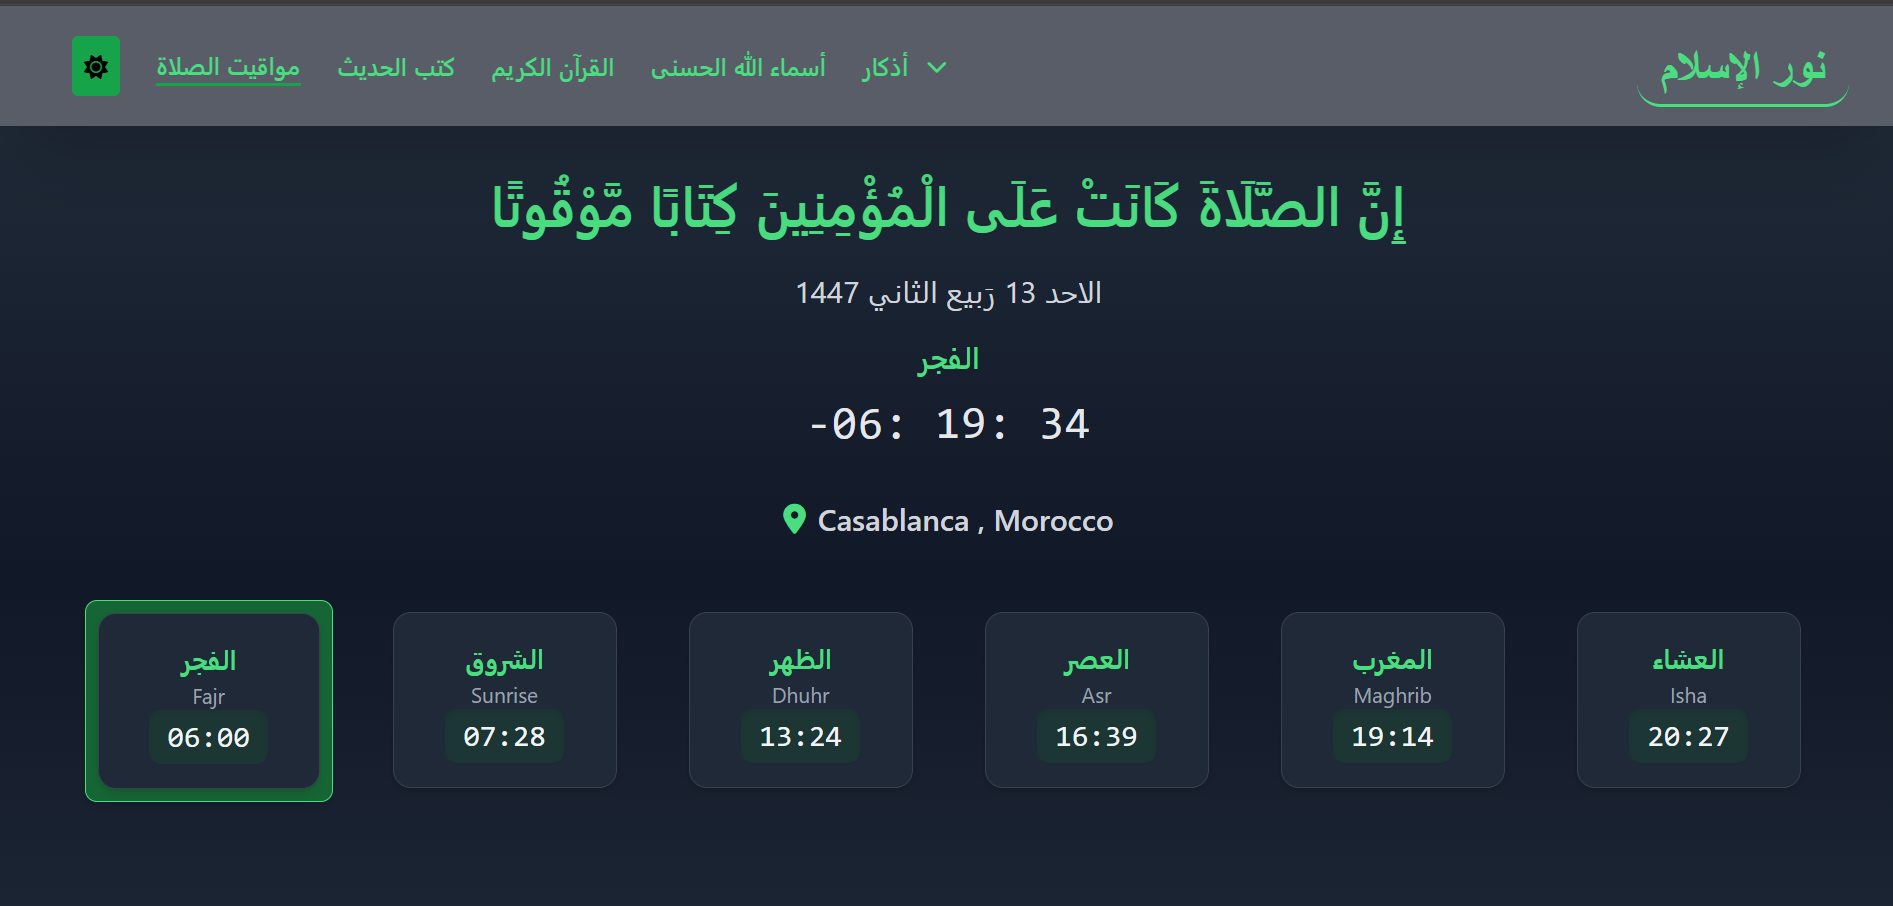 نور الإسلام
أذكار
أسماء الله الحسنى
القرآن الكريم
كتب الحديث
مواقيت الصلاة
إِنَّ الصَّلَاةَ كَانَتْ عَلَى الْمُؤْمِنِينَ كِتَابًا مَّوْقُوتًا
الاحد 13 رَبيع الثاني 1447
الفجر
-06: 19: 34
Casablanca , Morocco
الفجر
Fajr
06:00
الشروق
Sunrise
07:28
الظهر
Dhuhr
13:24
العصر
Asr
16:39
المغرب
Maghrib
19:14
العشاء
Isha
20:27